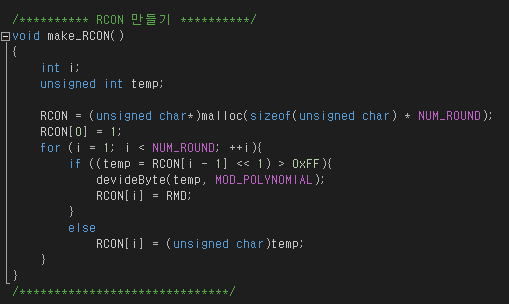 /********** RCON 만들기 **********/
void make_RCON()
{
    int i;
    unsigned int temp;

    RCON = (unsigned char*)malloc(sizeof(unsigned char) * NUM_ROUND);
    RCON[0] = 1;
    for (i = 1; i < NUM_ROUND; ++i){
        if ((temp = RCON[i - 1] << 1) > 0xFF){
            devideByte(temp, MOD_POLYNOMIAL);
            RCON[i] = RMD;
        }
        else
            RCON[i] = (unsigned char)temp;
    }
}
/******************************/